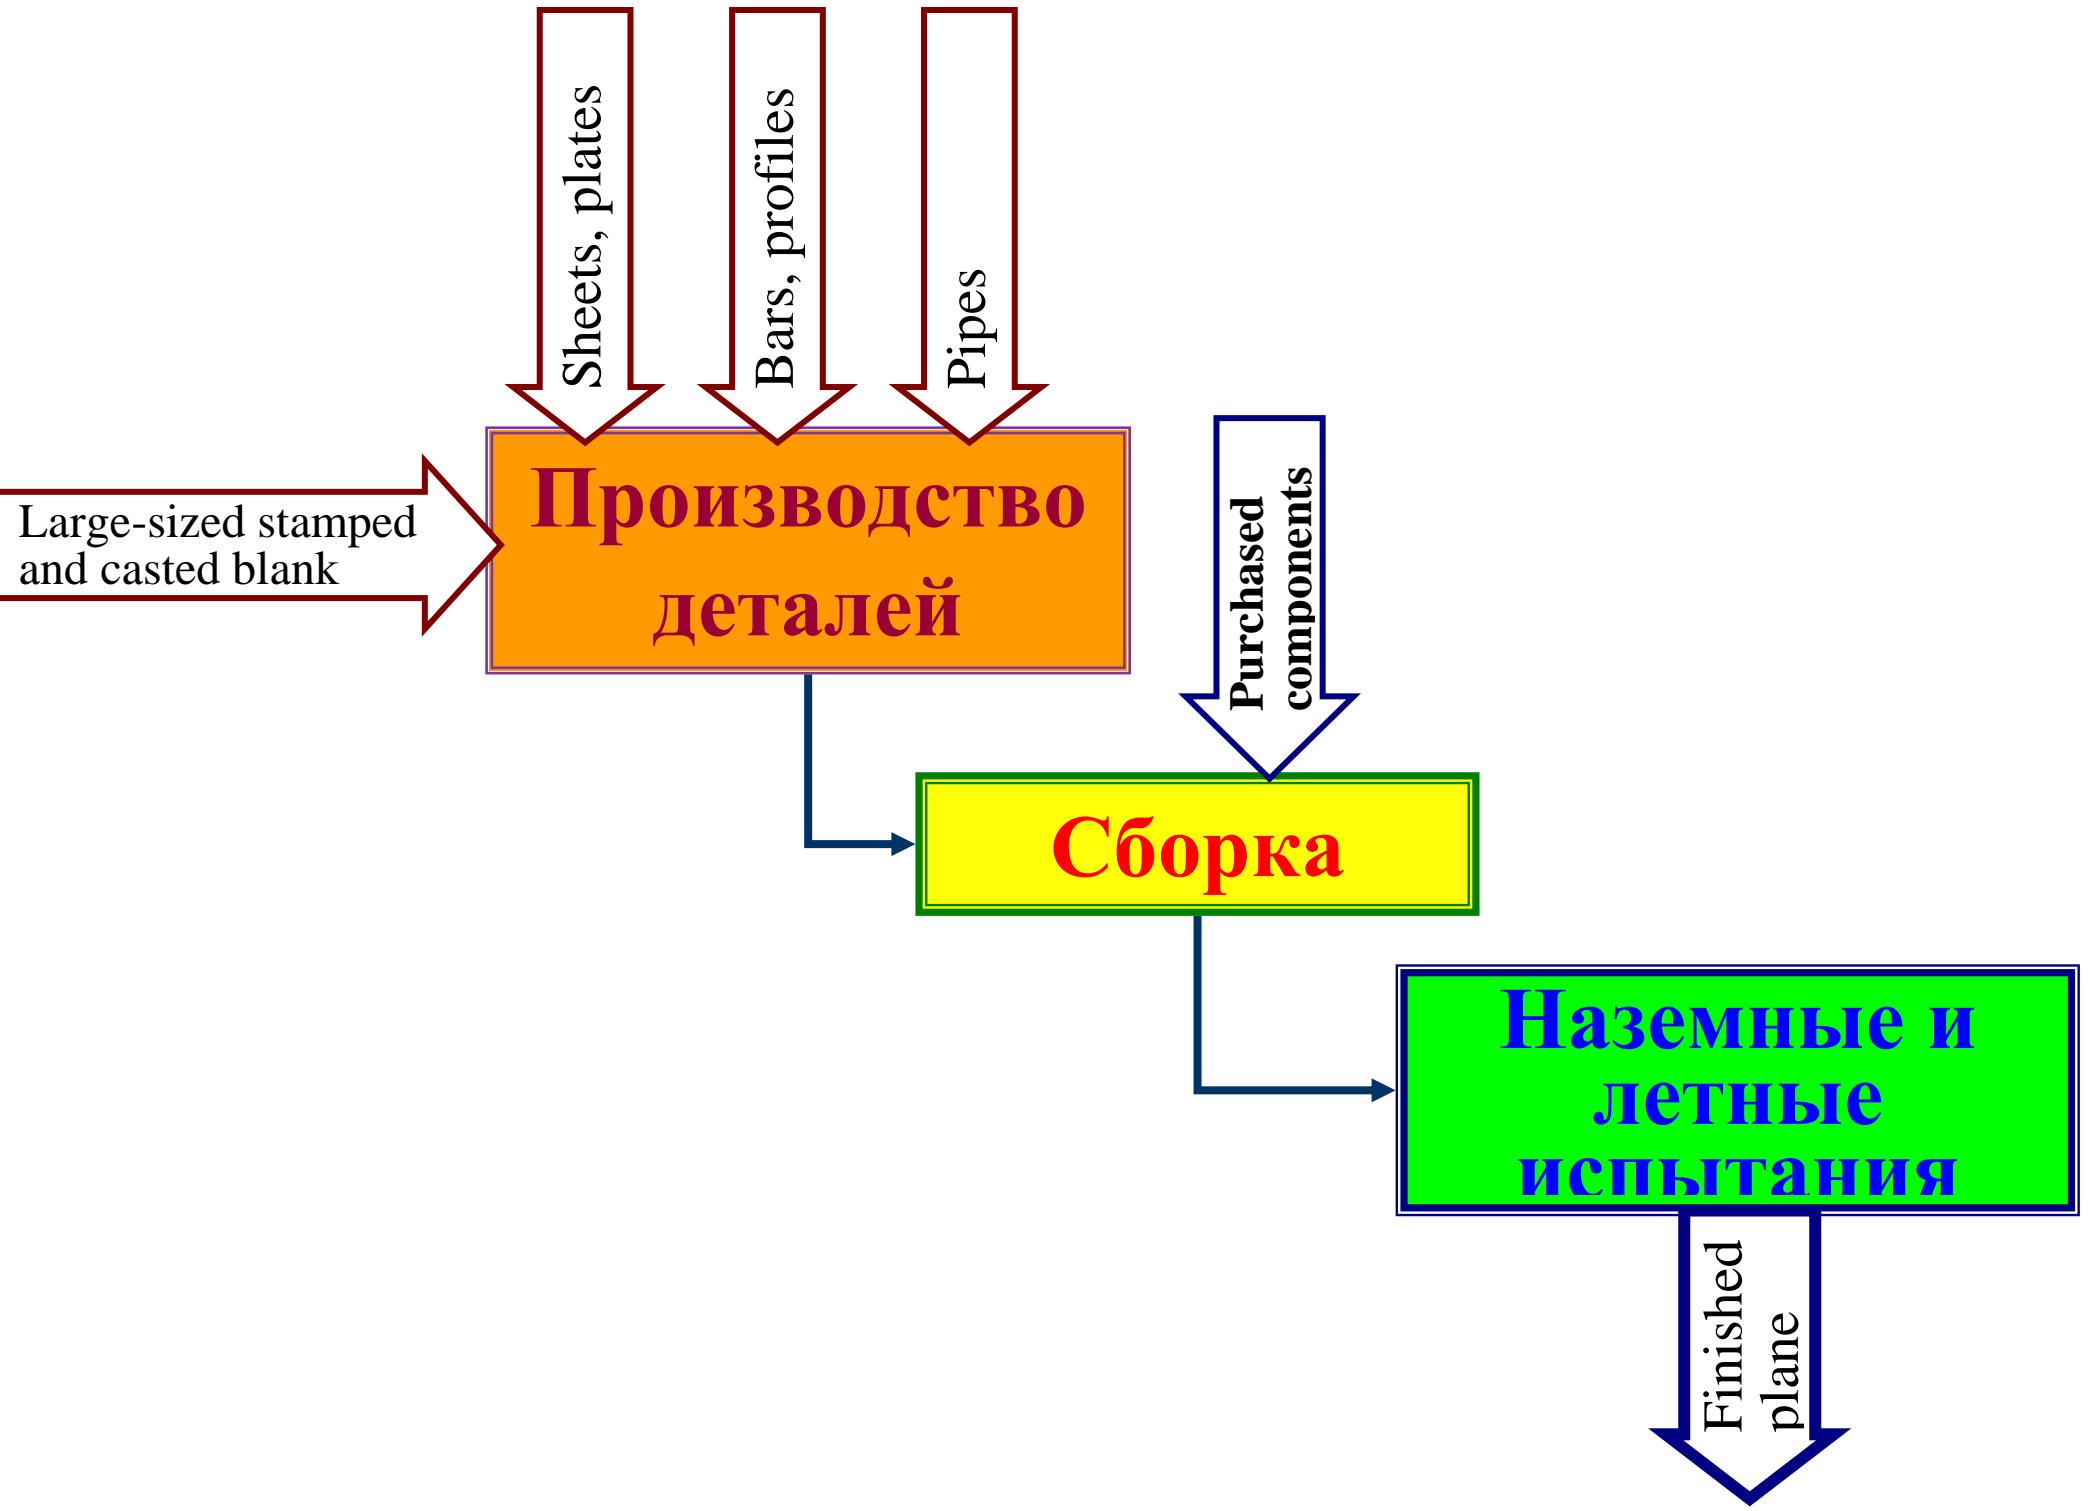 Sheets, plates
Bars, profiles
Pipes
Large-sized stamped
and casted blank
Производство
деталей
Purchased
components
Сборка
Наземные и
летные
испытания
Finished
plane